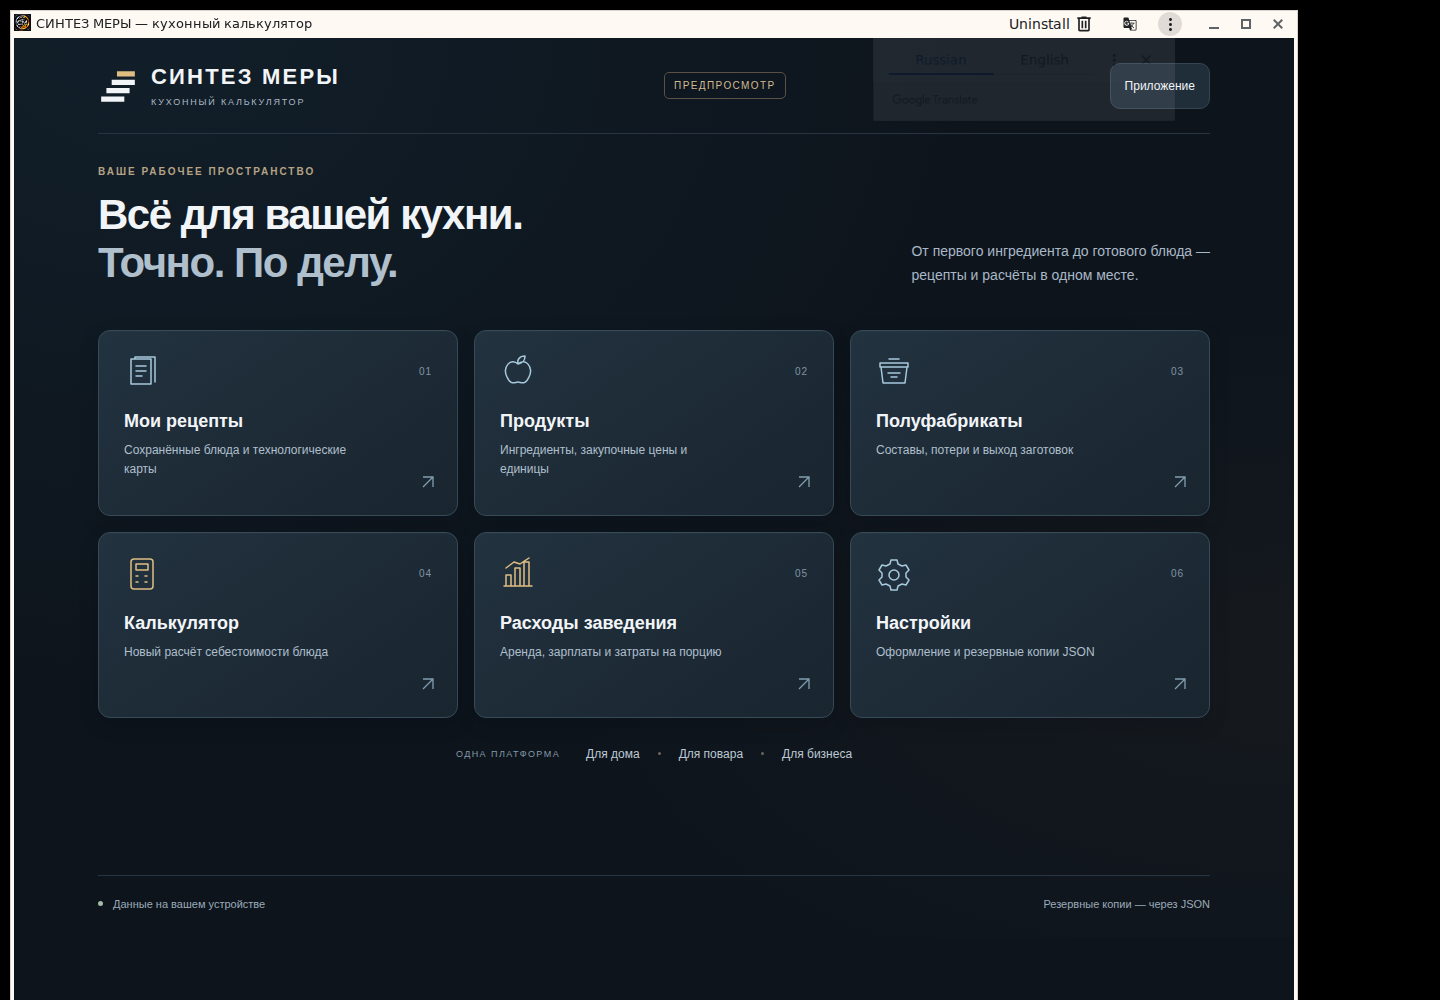 СИНТЕЗ МЕРЫ — кухонный калькулятор
Uninstall
Russian
English
Google Translate
СИНТЕЗ МЕРЫ
КУХОННЫЙ КАЛЬКУЛЯТОР
ПРЕДПРОСМОТР
Приложение
ВАШЕ РАБОЧЕЕ ПРОСТРАНСТВО
Всё для вашей кухни.
Точно. По делу.
От первого ингредиента до готового блюда —
рецепты и расчёты в одном месте.
01
Мои рецепты
Сохранённые блюда и технологические
карты
02
Продукты
Ингредиенты, закупочные цены и
единицы
03
Полуфабрикаты
Составы, потери и выход заготовок
04
Калькулятор
Новый расчёт себестоимости блюда
05
Расходы заведения
Аренда, зарплаты и затраты на порцию
06
Настройки
Оформление и резервные копии JSON
ОДНА ПЛАТФОРМА Для дома • Для повара • Для бизнеса
Данные на вашем устройстве
Резервные копии — через JSON